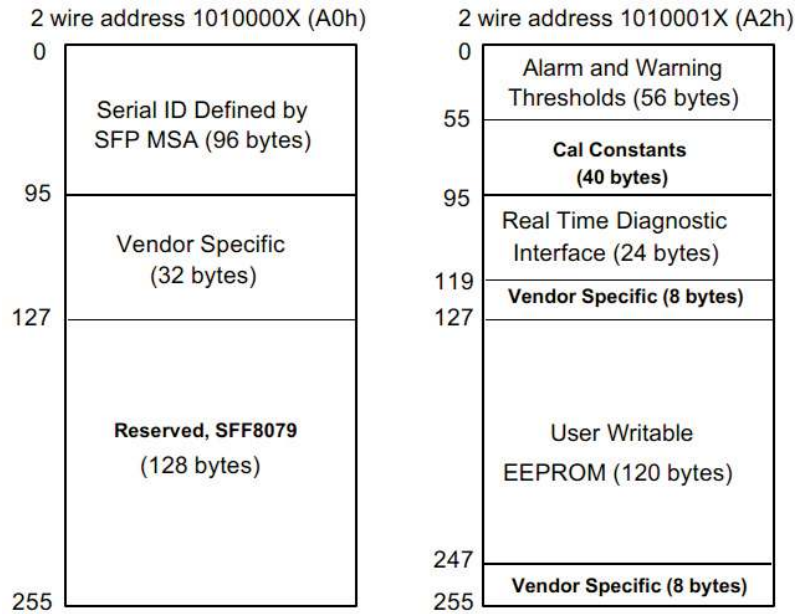 2 wire address 1010000X (A0h)
0
Serial ID Defined by
SFP MSA (96 bytes)
95
Vendor Specific
(32 bytes)
127
Reserved, SFF8079
(128 bytes)
255
2 wire address 1010001X (A2h)
0
Alarm and Warning
Thresholds (56 bytes)
55
Cal Constants
(40 bytes)
95
Real Time Diagnostic
Interface (24 bytes)
119
Vendor Specific (8 bytes)
127
User Writable
EEPROM (120 bytes)
247
Vendor Specific (8 bytes)
255